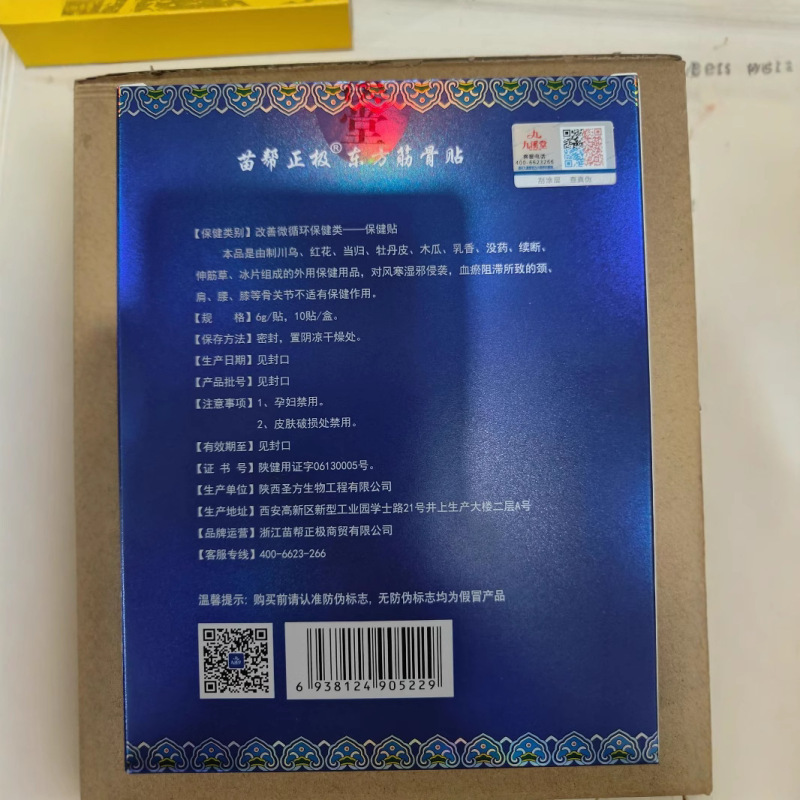 堂
苗帮正极®东方筋骨贴
九
九通堂
400-6623266
刮涂层 查真伪
【保健类别】改善微循环保健类——保健贴
本品是由制川乌、红花、当归、牡丹皮、木瓜、乳香、没药、续断、
伸筋草、冰片组成的外用保健用品，对风寒湿邪侵袭，血瘀阻滞所致的颈、
肩、腰、膝等骨关节不适有保健作用。
【规 格】6g/贴，10贴/盒。
【保存方法】密封，置阴凉干燥处。
【生产日期】见封口
【产品批号】见封口
【注意事项】1、孕妇禁用。
2、皮肤破损处禁用。
【有效期至】见封口
【证 书 号】陕健用证字06130005号。
【生产单位】陕西圣方生物工程有限公司
【生产地址】西安高新区新型工业园学士路21号井上生产大楼二层A号
【品牌运营】浙江苗帮正极商贸有限公司
【客服专线】400-6623-266
温馨提示：购买前请认准防伪标志，无防伪标志均为假冒产品
6 938124 905229